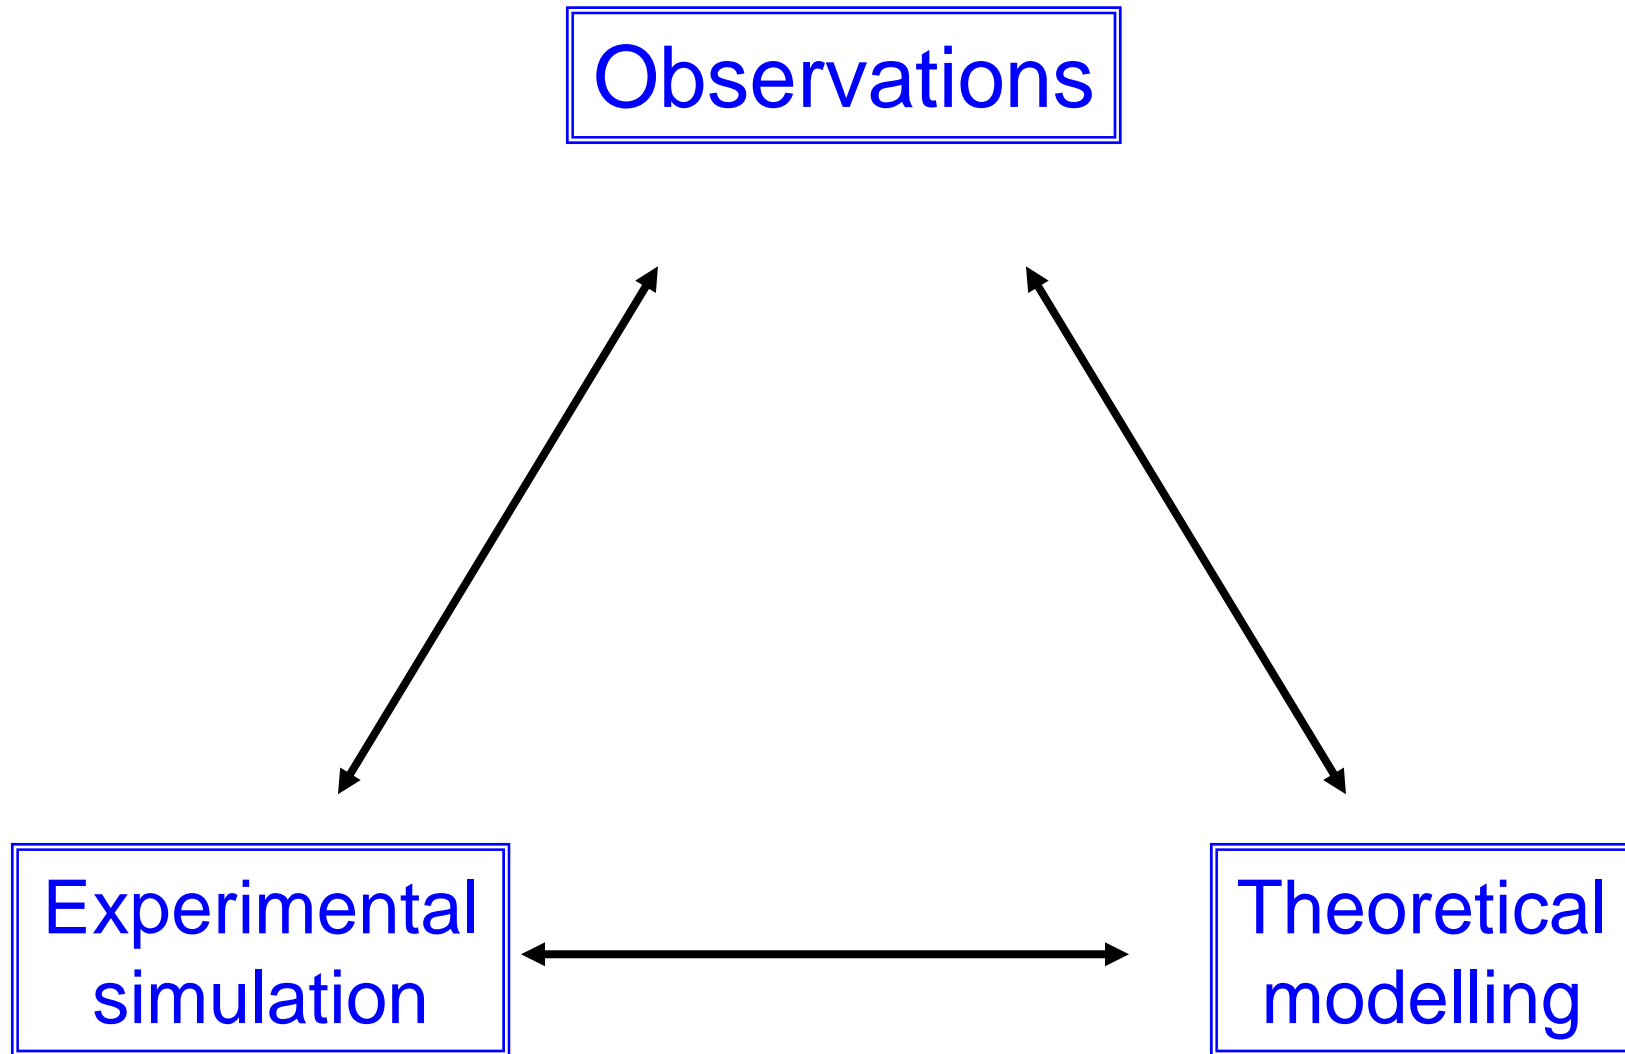 Observations
Experimental
simulation
Theoretical
modelling